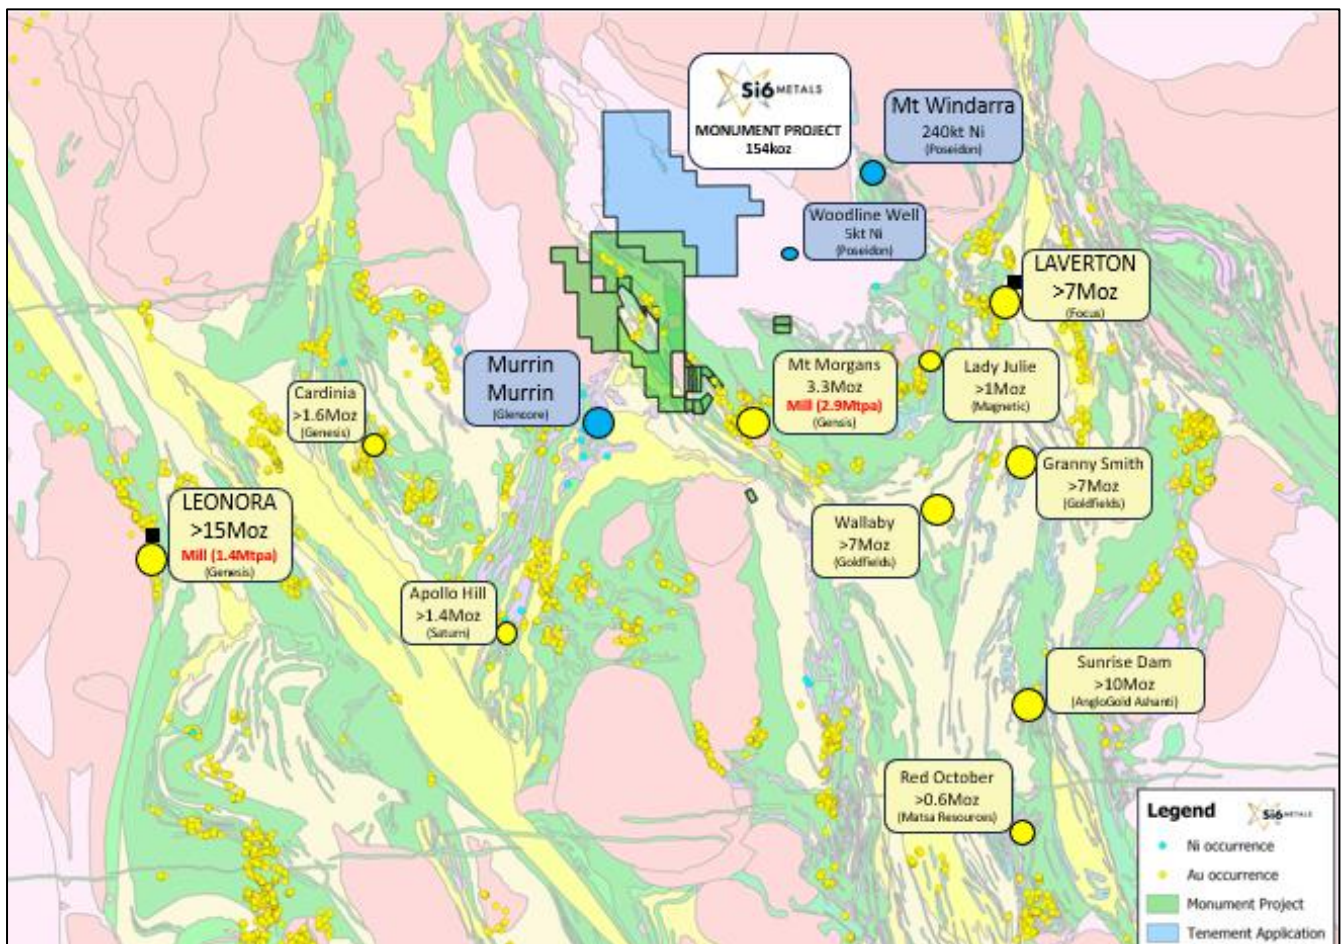 Si6 METALS
MONUMENT PROJECT
154koz
Mt Windarra
240kt Ni
(Poseidon)
Woodline Well
5kt Ni
(Poseidon)
LAVERTON
>7Moz
(Focus)
Murrin
Murrin
(Glencore)
Mt Morgans
3.3Moz
Mill (2.9Mtpa)
(Gensis)
Lady Julie
>1Moz
(Magnetic)
Cardinia
>1.6Moz
(Genesis)
Granny Smith
>7Moz
(Goldfields)
LEONORA
>15Moz
Mill (1.4Mtpa)
(Genesis)
Wallaby
>7Moz
(Goldfields)
Apollo Hill
>1.4Moz
(Saturn)
Sunrise Dam
>10Moz
(AngloGold Ashanti)
Red October
>0.6Moz
(Matsa Resources)
Legend
Si6 METALS
Ni occurrence
Au occurrence
Monument Project
Tenement Application